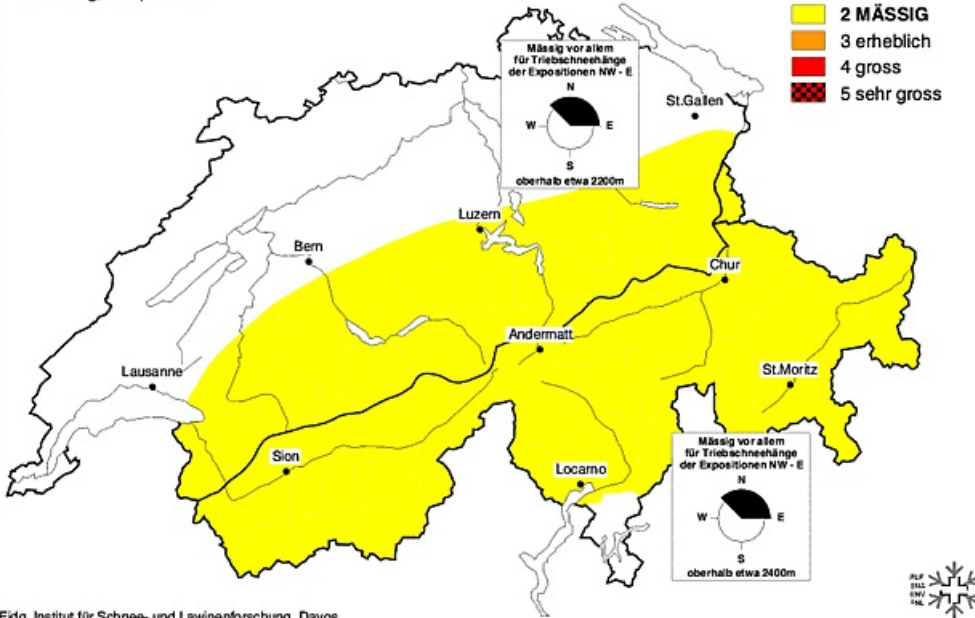 2 MÄSSIG
3 erheblich
4 gross
5 sehr gross
Mässig vor allem
für Triebschneehänge
der Expositionen NW - E
N
W
E
S
oberhalb etwa 2200m
St.Gallen
Luzern
Bern
Chur
Andermatt
Lausanne
St.Moritz
Sion
Locarno
Mässig vor allem
für Triebschneehänge
der Expositionen NW - E
N
W
E
S
oberhalb etwa 2400m
SLF
Eidg. Institut für Schnee- und Lawinenforschung, Davos